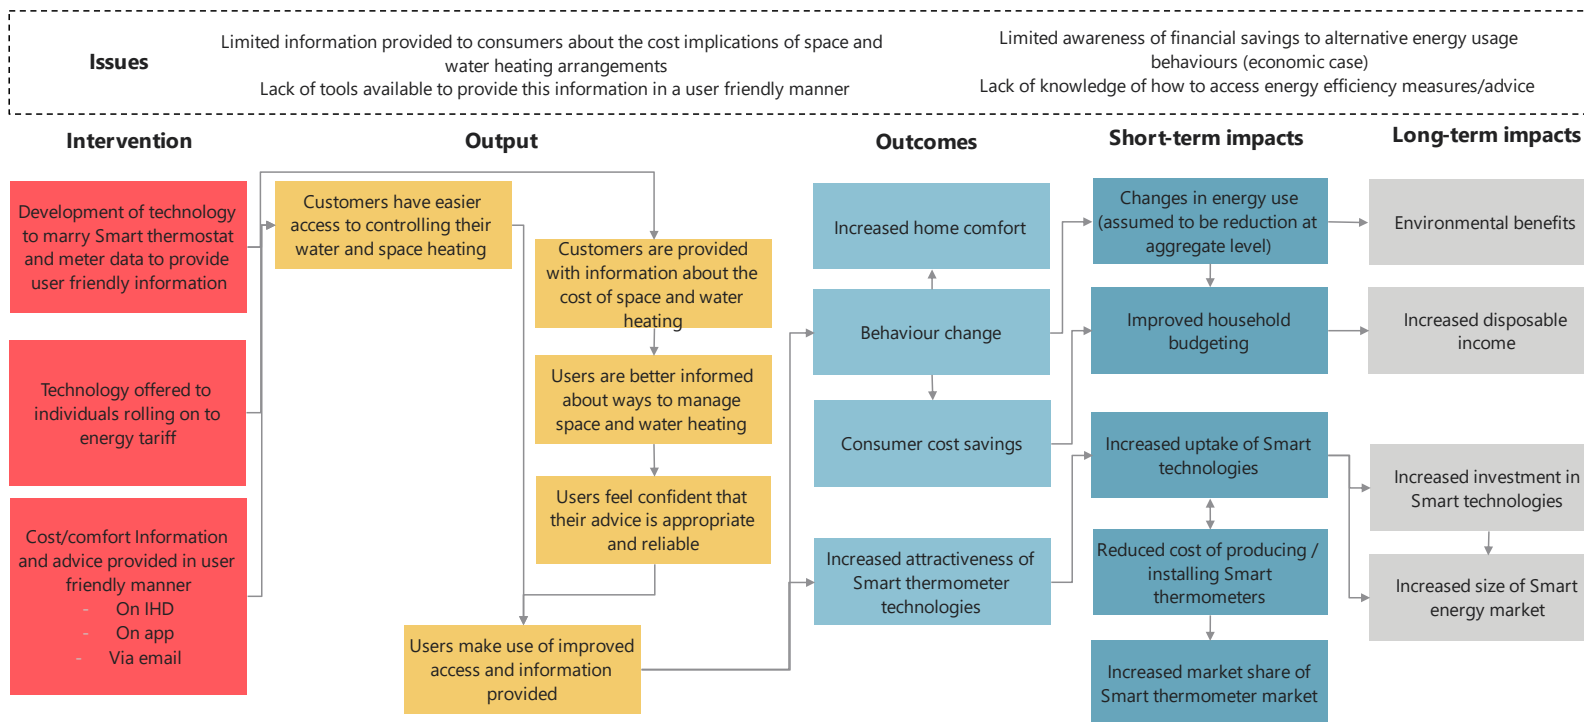 Issues
Limited information provided to consumers about the cost implications of space and
water heating arrangements
Lack of tools available to provide this information in a user friendly manner
Limited awareness of financial savings to alternative energy usage
behaviours (economic case)
Lack of knowledge of how to access energy efficiency measures/advice
Intervention
Output
Outcomes
Short-term impacts
Long-term impacts
Development of technology
to marry Smart thermostat
and meter data to provide
user friendly information
Technology offered to
individuals rolling on to
energy tariff
Cost/comfort Information
and advice provided in user
friendly manner
- On IHD
- On app
- Via email
Customers have easier
access to controlling their
water and space heating
Customers are provided
with information about the
cost of space and water
heating
Users are better informed
about ways to manage
space and water heating
Users feel confident that
their advice is appropriate
and reliable
Users make use of improved
access and information
provided
Increased home comfort
Behaviour change
Consumer cost savings
Increased attractiveness of
Smart thermometer
technologies
Changes in energy use
(assumed to be reduction at
aggregate level)
Improved household
budgeting
Increased uptake of Smart
technologies
Reduced cost of producing /
installing Smart
thermometers
Increased market share of
Smart thermometer market
Environmental benefits
Increased disposable
income
Increased investment in
Smart technologies
Increased size of Smart
energy market